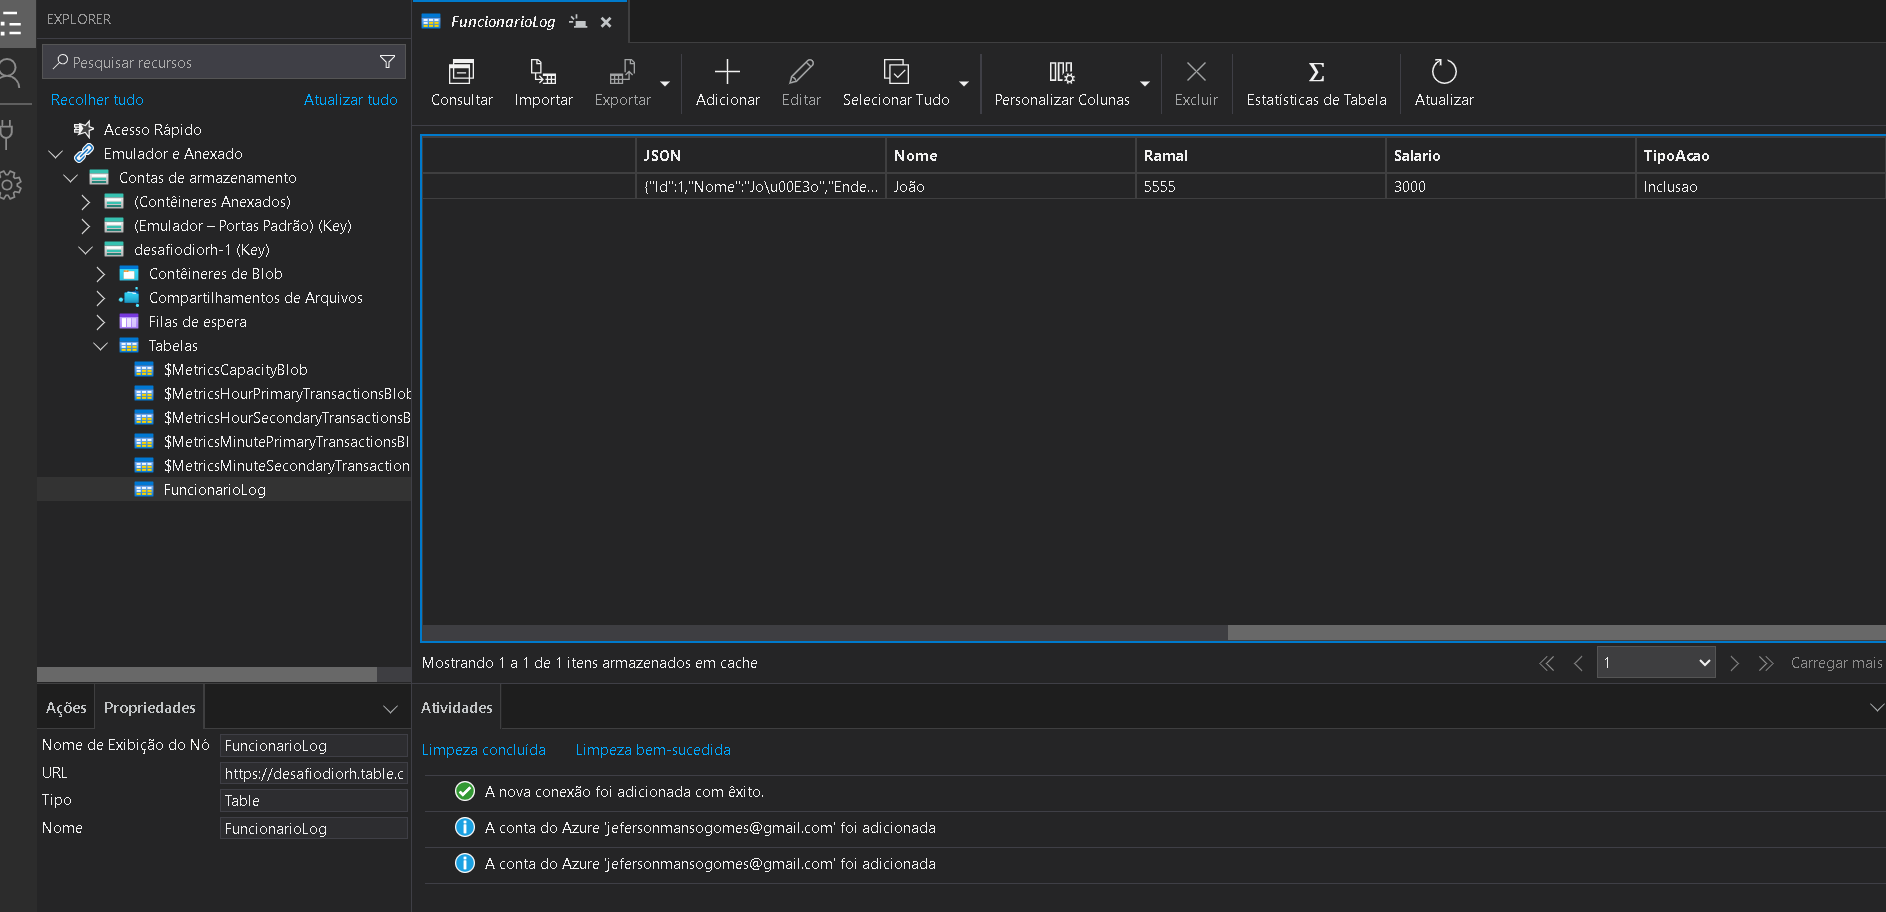 EXPLORER
Pesquisar recursos
Recolher tudo Atualizar tudo
Acesso Rápido
Emulador e Anexado
Contas de armazenamento
(Contêineres Anexados)
(Emulador – Portas Padrão) (Key)
desafiodiorh-1 (Key)
Contêineres de Blob
Compartilhamentos de Arquivos
Filas de espera
Tabelas
$MetricsCapacityBlob
$MetricsHourPrimaryTransactionsBlob
$MetricsHourSecondaryTransactionsB
$MetricsMinutePrimaryTransactionsBl
$MetricsMinuteSecondaryTransaction
FuncionarioLog
Ações Propriedades
Nome de Exibição do Nó FuncionarioLog
URL https://desafiodiorh.table.c
Tipo Table
Nome FuncionarioLog
FuncionarioLog
Consultar Importar Exportar Adicionar Editar Selecionar Tudo Personalizar Colunas Excluir Estatísticas de Tabela Atualizar
JSON Nome Ramal Salario TipoAcao
{"Id":1,"Nome":"Jo\u00E3o","Ende... João 5555 3000 Inclusao
Mostrando 1 a 1 de 1 itens armazenados em cache 1 Carregar mais
Atividades
Limpeza concluída Limpeza bem-sucedida
A nova conexão foi adicionada com êxito.
A conta do Azure 'jefersonmansogomes@gmail.com' foi adicionada
A conta do Azure 'jefersonmansogomes@gmail.com' foi adicionada